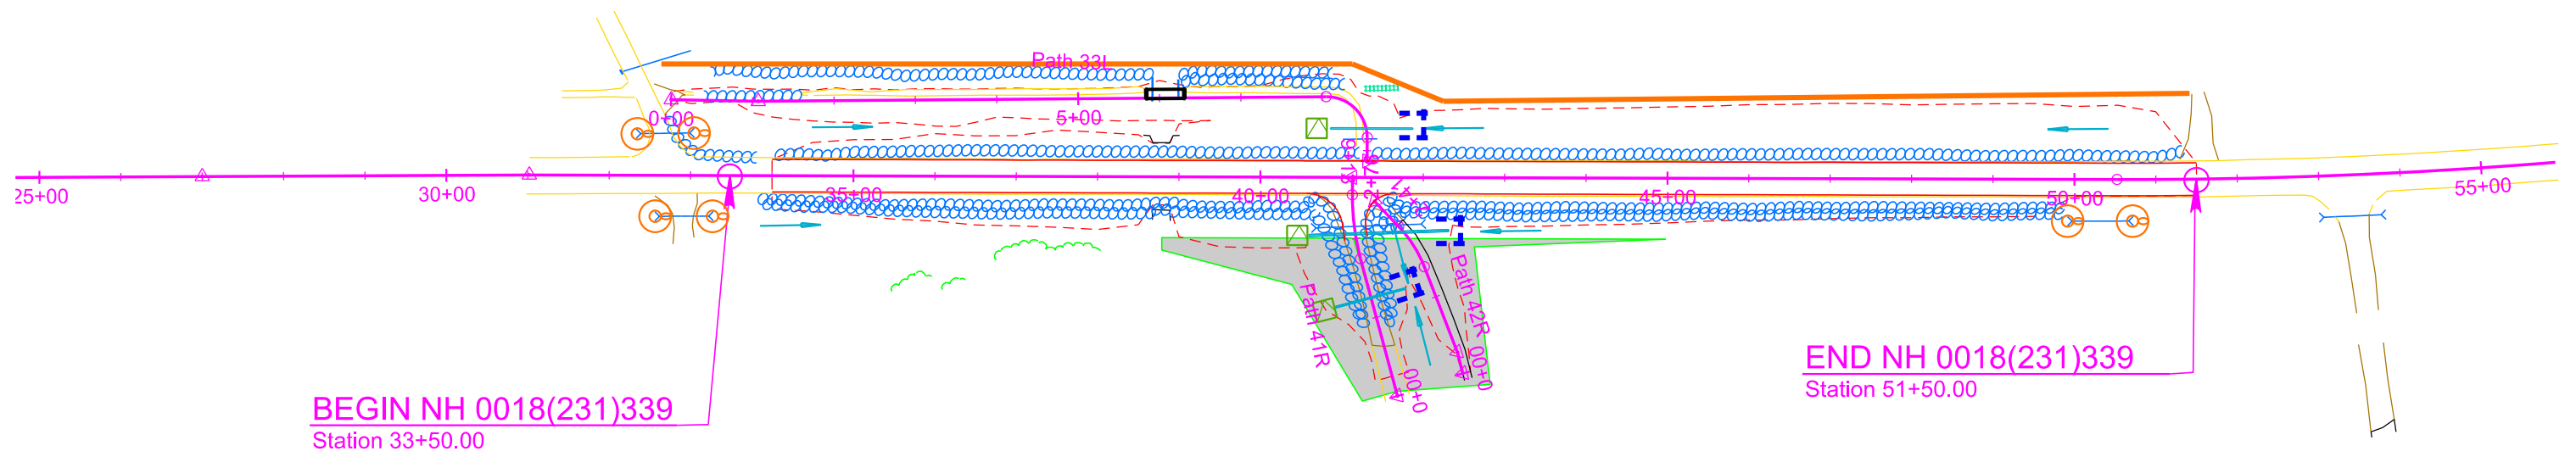 Path 33L
0+00
5+00
25+00
30+00
35+00
40+00
45+00
50+00
55+00
Path 41R
Path 42R
0+00
0+00
BEGIN NH 0018(231)339
Station 33+50.00
END NH 0018(231)339
Station 51+50.00